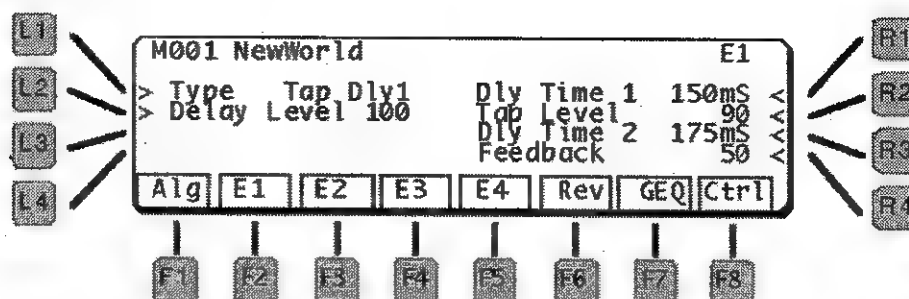 L1
L2
L3
L4
M001 NewWorld E1
> Type Tap Dly1 Dly Time 1 150mS <
> Delay Level 100 Tap Level 90 <
Dly Time 2 175mS <
Feedback 50 <
Alg E1 E2 E3 E4 Rev GEQ Ctrl
F1 F2 F3 F4 F5 F6 F7 F8
R1
R2
R3
R4